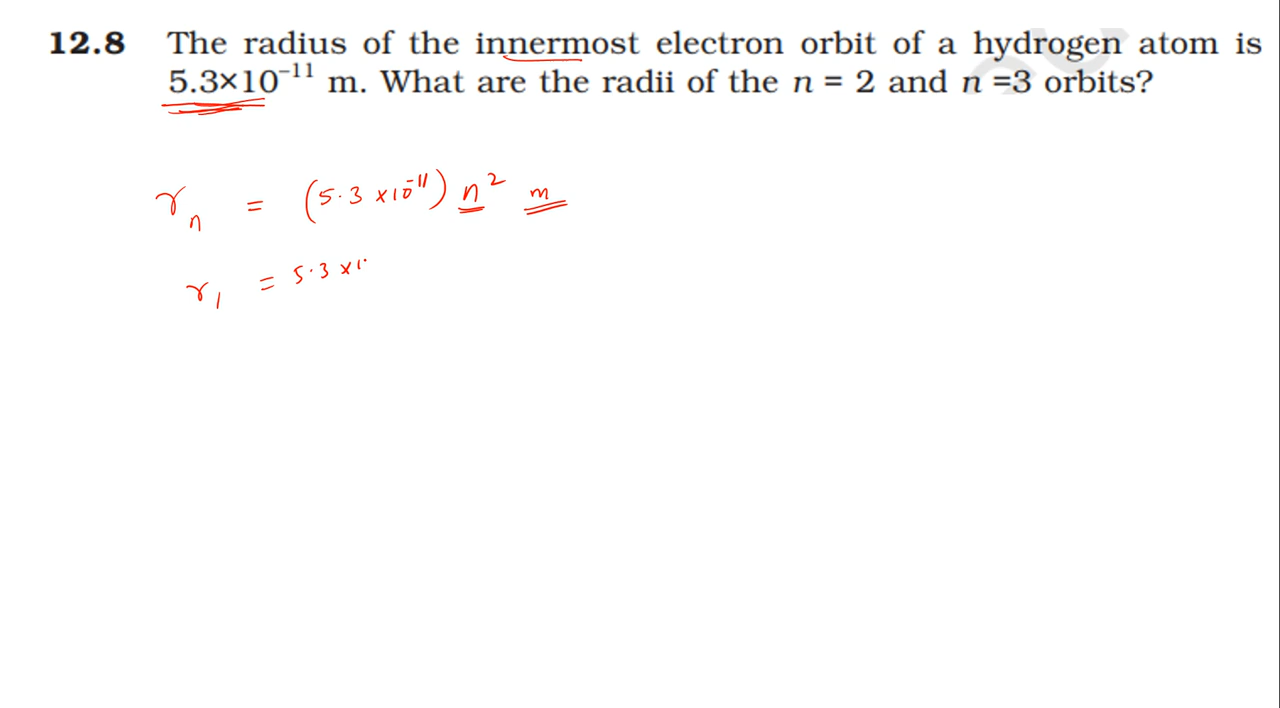 12.8 The radius of the innermost electron orbit of a hydrogen atom is
5.3×10⁻¹¹ m. What are the radii of the n = 2 and n =3 orbits?
rₙ = (5.3 ×10⁻¹¹) n² m
r₁ = 5.3 ×1